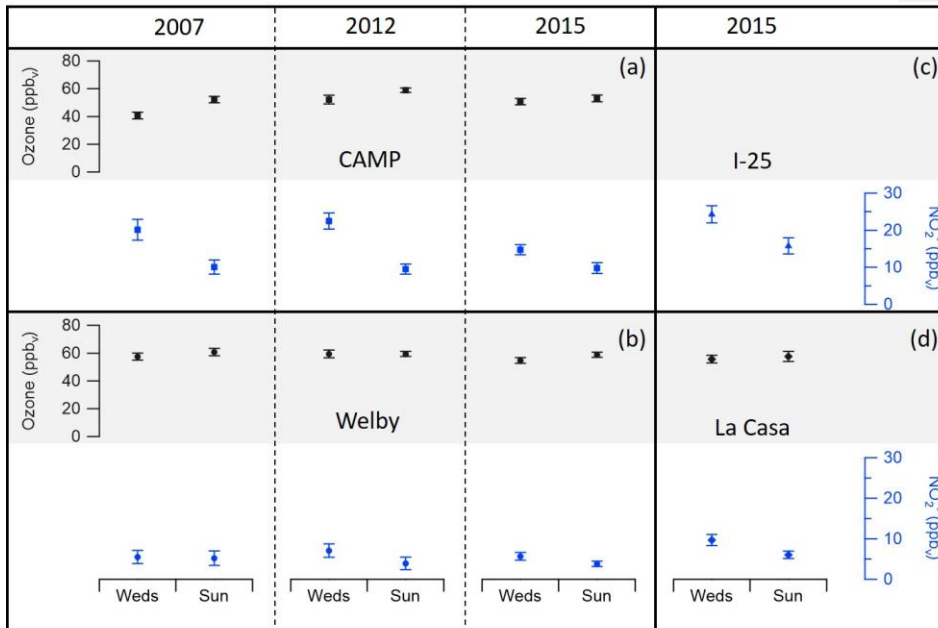 2007 2012 2015 2015
(a) (c)
80
60
40
20
0
Ozone (ppbv)
CAMP I-25
30
20
10
0
NO2 (ppbv)
(b) (d)
80
60
40
20
0
Ozone (ppbv)
Welby La Casa
30
20
10
0
NO2 (ppbv)
Weds Sun Weds Sun Weds Sun Weds Sun